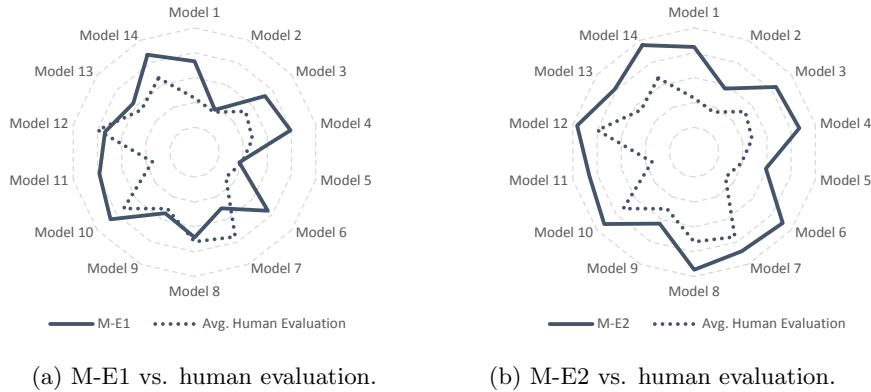 Model 1
Model 2
Model 3
Model 4
Model 5
Model 6
Model 7
Model 8
Model 9
Model 10
Model 11
Model 12
Model 13
Model 14
M-E1 Avg. Human Evaluation
(a) M-E1 vs. human evaluation.
Model 1
Model 2
Model 3
Model 4
Model 5
Model 6
Model 7
Model 8
Model 9
Model 10
Model 11
Model 12
Model 13
Model 14
M-E2 Avg. Human Evaluation
(b) M-E2 vs. human evaluation.